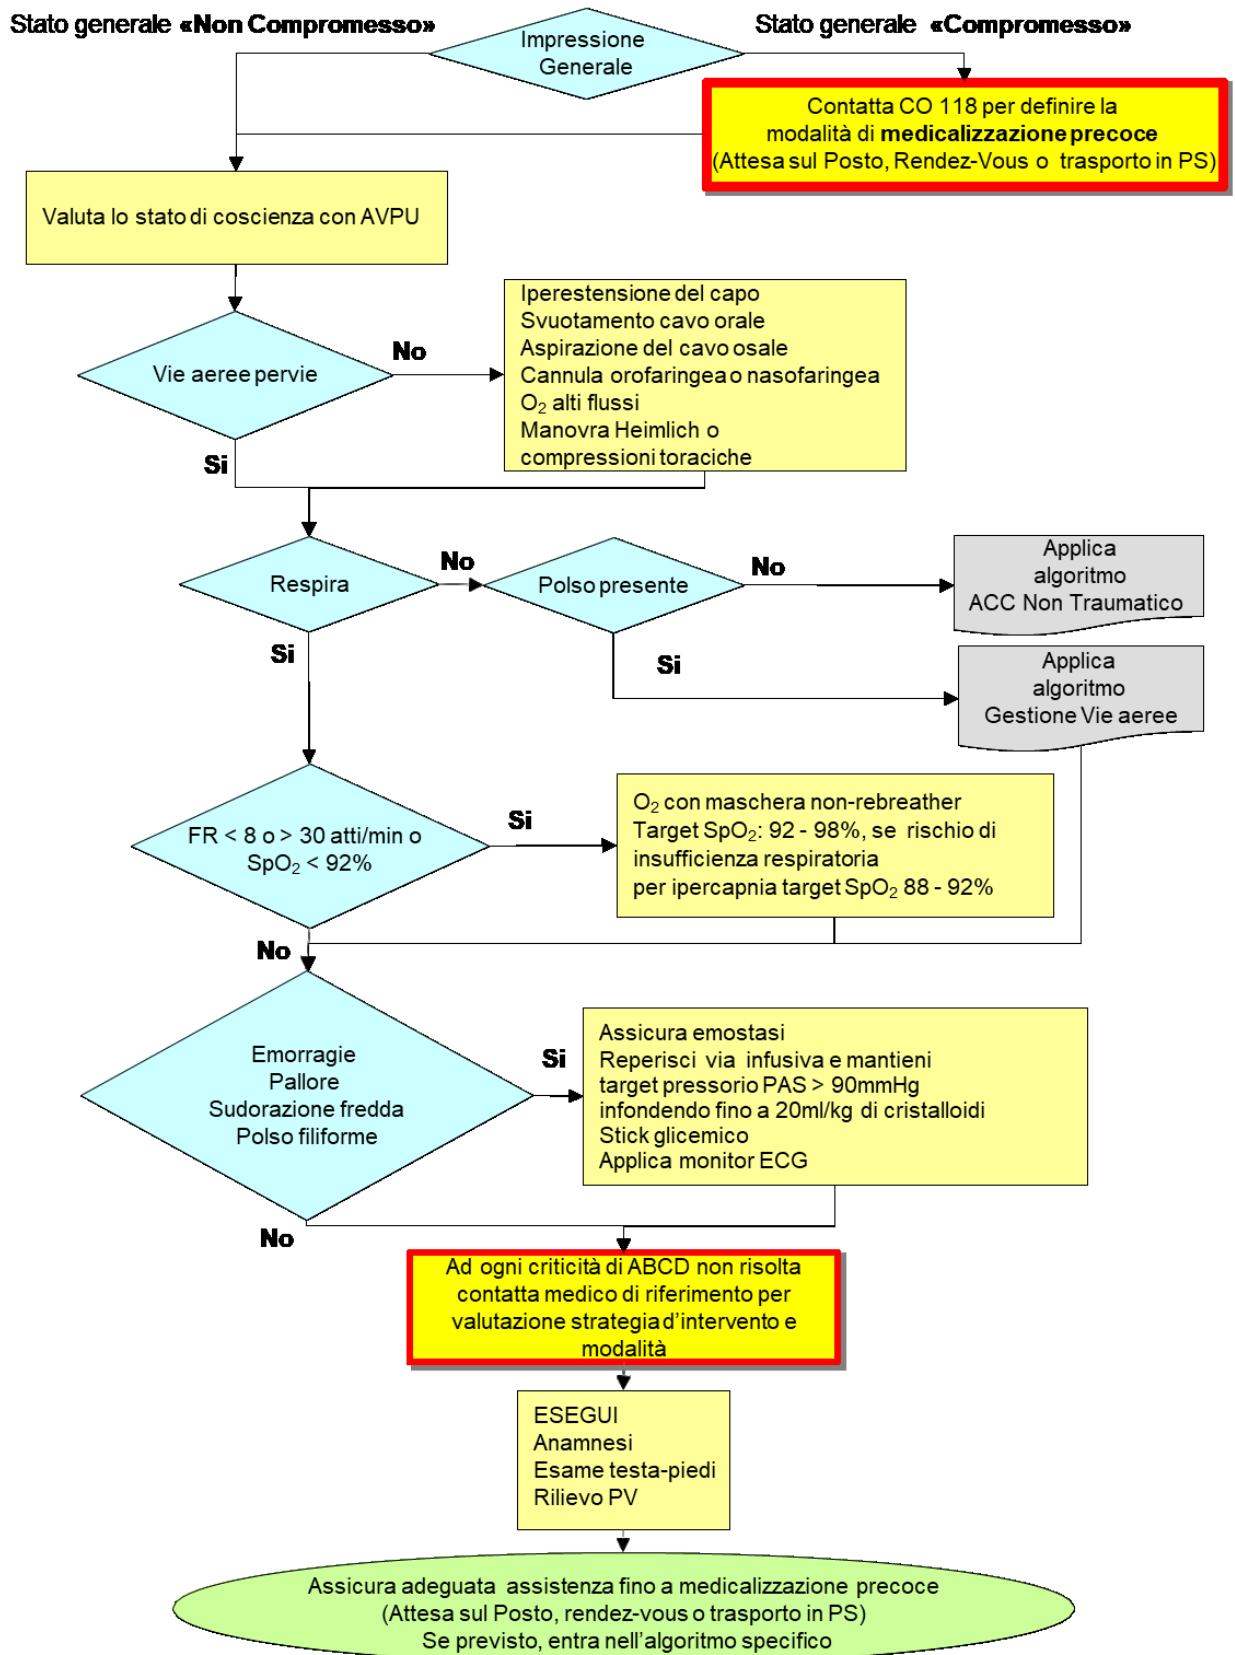 Stato generale «Non Compromesso»
Stato generale «Compromesso»
Impressione
Generale
Contatta CO 118 per definire la
modalità di medicalizzazione precoce
(Attesa sul Posto, Rendez-Vous o trasporto in PS)
Valuta lo stato di coscienza con AVPU
Vie aeree pervie
No
Iperestensione del capo
Svuotamento cavo orale
Aspirazione del cavo osale
Cannula orofaringea o nasofaringea
O₂ alti flussi
Manovra Heimlich o
compressioni toraciche
Si
Respira
No
Polso presente
No
Applica
algoritmo
ACC Non Traumatico
Si
Si
Applica
algoritmo
Gestione Vie aeree
FR < 8 o > 30 atti/min o
SpO₂ < 92%
Si
O₂ con maschera non-rebreather
Target SpO₂: 92 - 98%, se rischio di
insufficienza respiratoria
per ipercapnia target SpO₂ 88 - 92%
No
Emorragie
Pallore
Sudorazione fredda
Polso filiforme
Si
Assicura emostasi
Reperisci via infusiva e mantieni
target pressorio PAS > 90mmHg
infondendo fino a 20ml/kg di cristalloidi
Stick glicemico
Applica monitor ECG
No
Ad ogni criticità di ABCD non risolta
contatta medico di riferimento per
valutazione strategia d'intervento e
modalità
ESEGUI
Anamnesi
Esame testa-piedi
Rilievo PV
Assicura adeguata assistenza fino a medicalizzazione precoce
(Attesa sul Posto, rendez-vous o trasporto in PS)
Se previsto, entra nell'algoritmo specifico